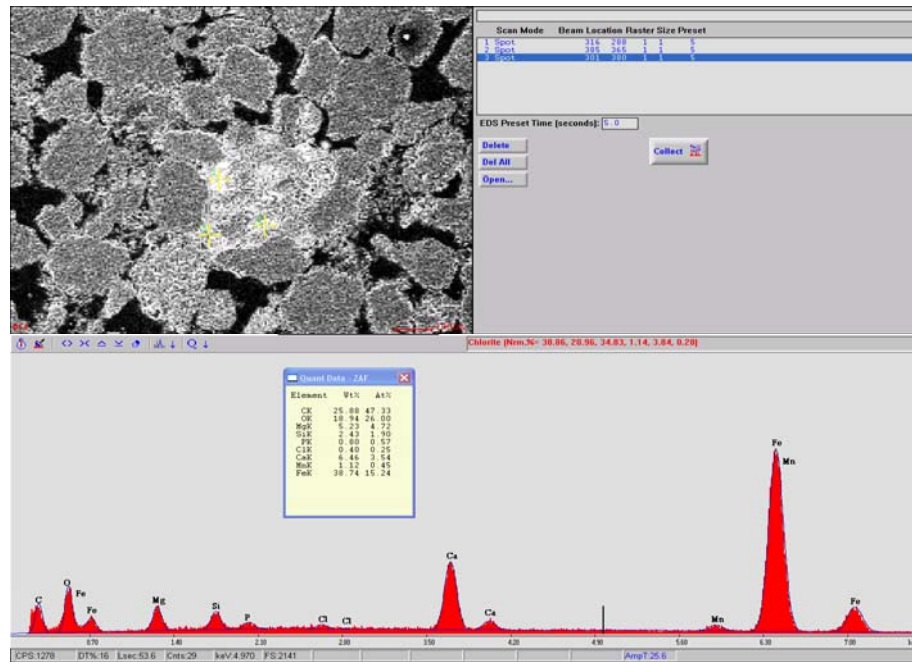 Scan Mode Beam Location Raster Size Preset
1 Spot 316 288 1 1 5
2 Spot 385 365 1 1 5
3 Spot 301 380 1 1 5
EDS Preset Time (seconds): 5.0
Delete
Collect
Del All
Open...
Chlorite (Nrm.%= 38.86, 28.96, 34.83, 1.14, 3.84, 0.28)
Quant Data - ZAF
Element Wt% At%
CK 25.88 47.33
OK 18.94 26.00
MgK 5.23 4.72
SiK 2.43 1.90
PK 0.80 0.57
ClK 0.40 0.25
CaK 6.46 3.54
MnK 1.12 0.45
FeK 38.74 15.24
Fe
Mn
Ca
O
Fe
C
Fe
Mg
Si
P
Cl
Cl
Ca
Mn
Fe
0.70 1.40 2.10 2.80 3.50 4.20 4.90 5.60 6.30 7.00
CPS:1278 DT%:16 Lsec:53.6 Cnts:29 keV:4.970 FS:2141 AmpT:25.6